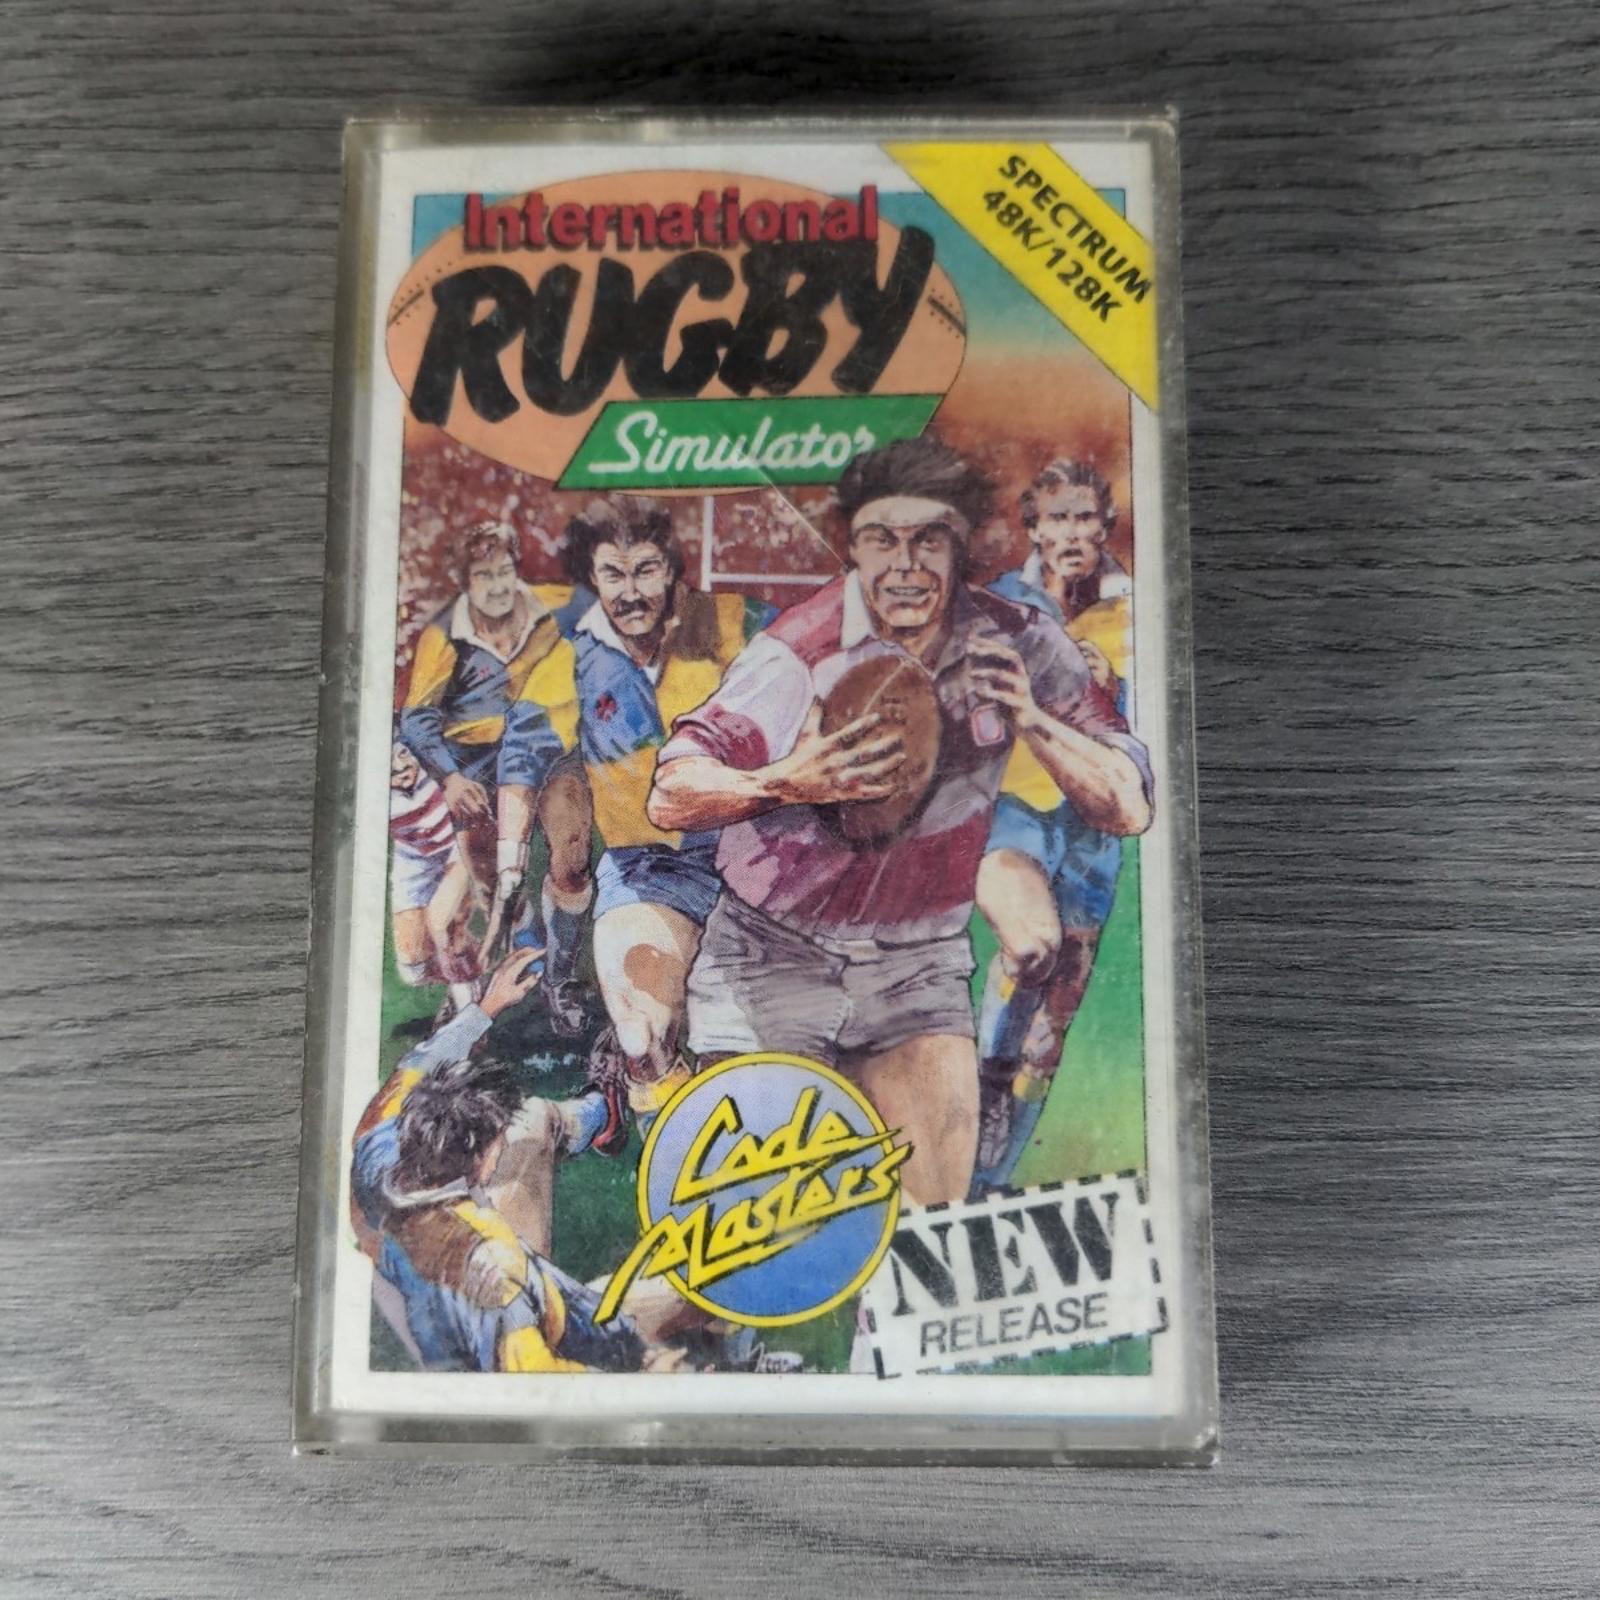 International
RUGBY
Simulator
SPECTRUM
48K/128K
Code
Masters
NEW
RELEASE